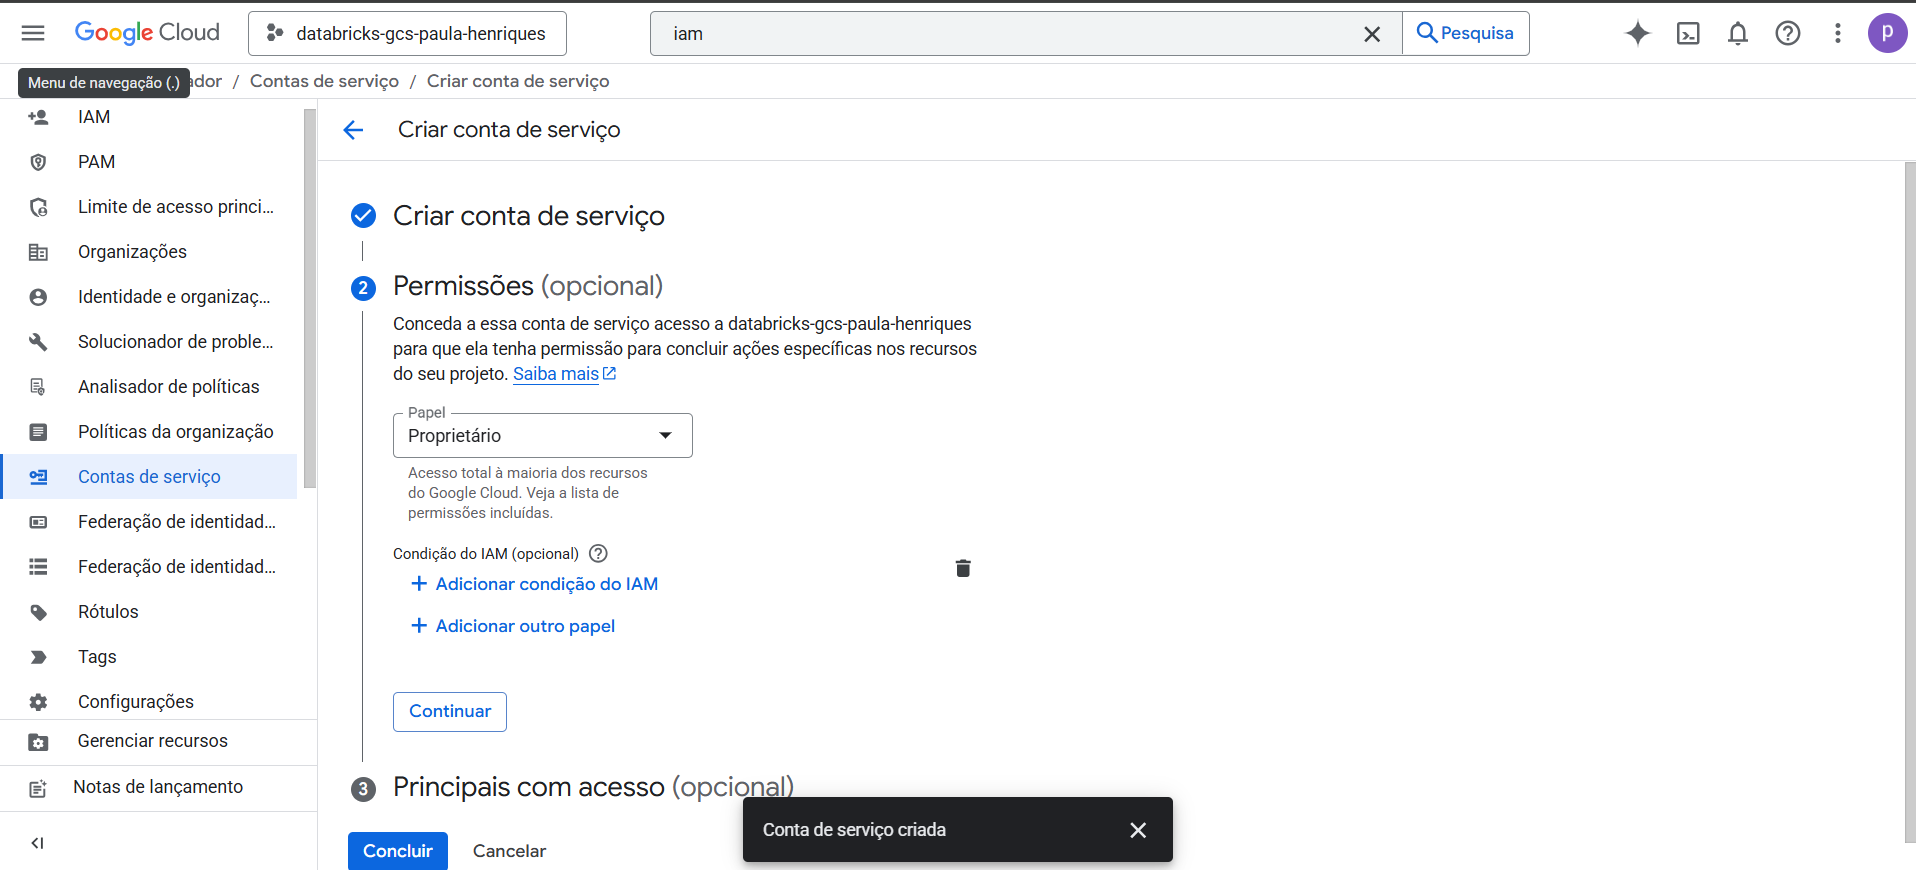 Google Cloud
databricks-gcs-paula-henriques
iam
Pesquisa
p
Menu de navegação (.)
ador / Contas de serviço / Criar conta de serviço
IAM
PAM
Limite de acesso princi...
Organizações
Identidade e organizaç...
Solucionador de proble...
Analisador de políticas
Políticas da organização
Contas de serviço
Federação de identidad...
Federação de identidad...
Rótulos
Tags
Configurações
Gerenciar recursos
Notas de lançamento
Criar conta de serviço
Criar conta de serviço
2 Permissões (opcional)
Conceda a essa conta de serviço acesso a databricks-gcs-paula-henriques
para que ela tenha permissão para concluir ações específicas nos recursos
do seu projeto. Saiba mais
Papel
Proprietário
Acesso total à maioria dos recursos
do Google Cloud. Veja a lista de
permissões incluídas.
Condição do IAM (opcional)
+ Adicionar condição do IAM
+ Adicionar outro papel
Continuar
3 Principais com acesso (opcional)
Conta de serviço criada
Concluir
Cancelar